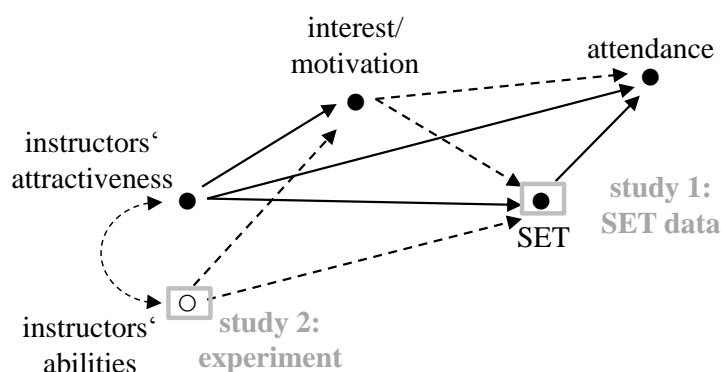 interest/
motivation
attendance
instructors‘
attractiveness
study 1:
SET data
SET
instructors‘
abilities
study 2:
experiment